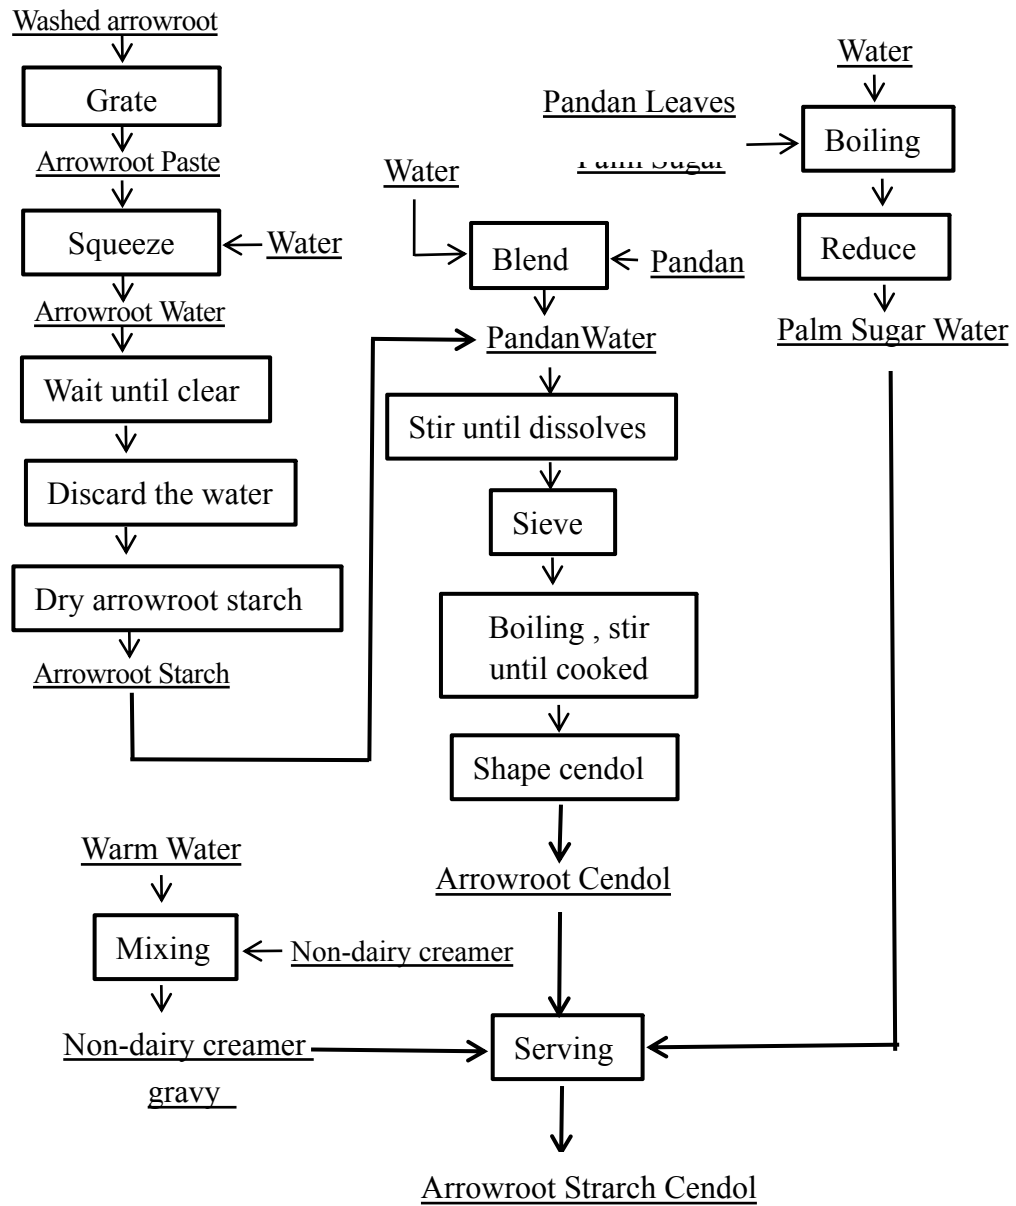 Washed arrowroot
Grate
Arrowroot Paste
Squeeze
Water
Arrowroot Water
Wait until clear
Discard the water
Dry arrowroot starch
Arrowroot Starch
Water
Blend
Pandan
PandanWater
Stir until dissolves
Sieve
Boiling , stir
until cooked
Shape cendol
Arrowroot Cendol
Water
Pandan Leaves
Palm Sugar
Boiling
Reduce
Palm Sugar Water
Warm Water
Mixing
Non-dairy creamer
Non-dairy creamer
gravy
Serving
Arrowroot Strarch Cendol